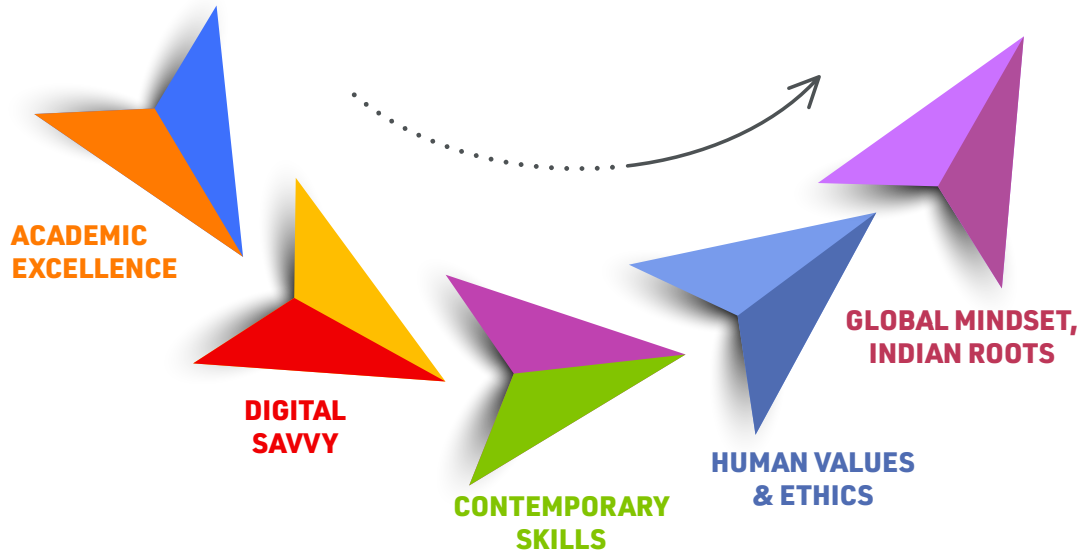 ACADEMIC
EXCELLENCE
DIGITAL
SAVVY
CONTEMPORARY
SKILLS
HUMAN VALUES
& ETHICS
GLOBAL MINDSET,
INDIAN ROOTS